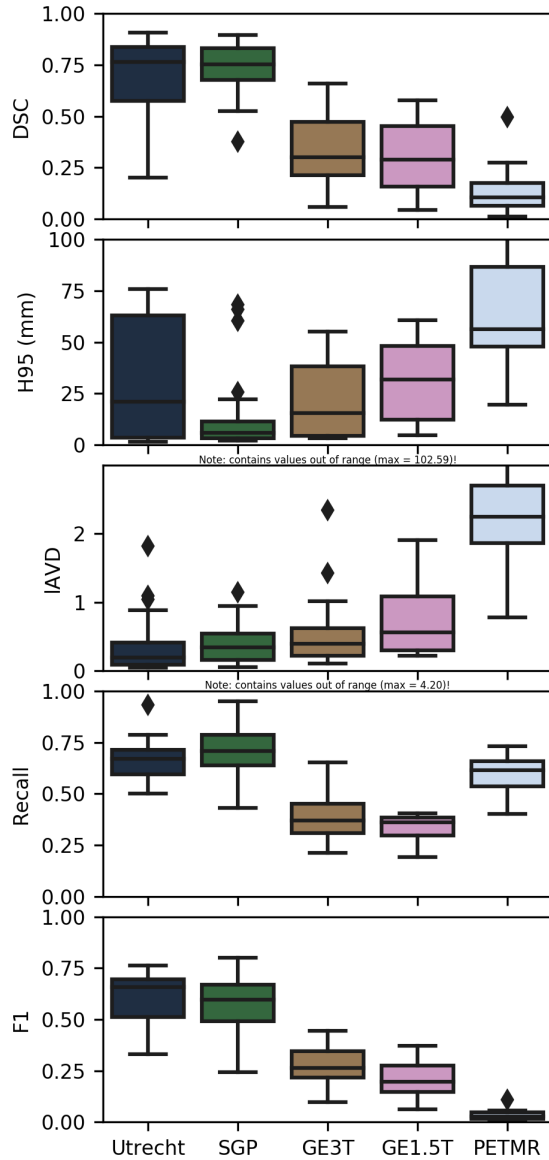 1.00
0.75
0.50
0.25
0.00
DSC
100
75
50
25
0
H95 (mm)
Note: contains values out of range (max = 102.59)!
2
1
0
lAVD
Note: contains values out of range (max = 4.20)!
1.00
0.75
0.50
0.25
0.00
Recall
1.00
0.75
0.50
0.25
0.00
F1
Utrecht SGP GE3T GE1.5T PETMR